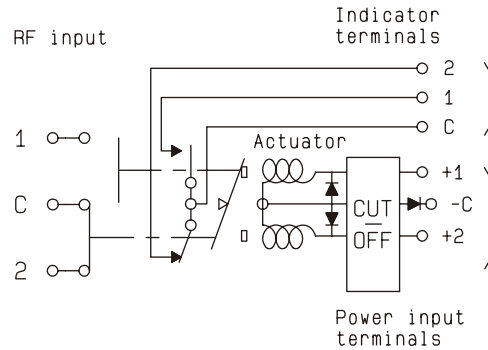 Indicator
terminals
RF input
2
1
C
Actuator
1
+1
C
CUT
-C
OFF
+2
2
Power input
terminals